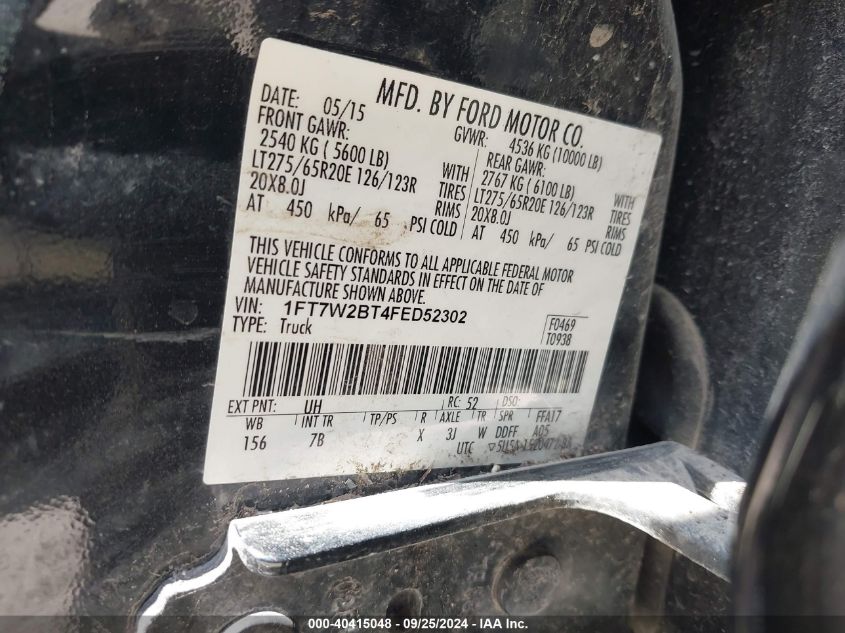 MFD. BY FORD MOTOR CO.
DATE: 05/15
GVWR: 4536 KG (10000 LB)
FRONT GAWR:
2540 KG ( 5600 LB)
LT275/65R20E 126/123R
20X8.0J
WITH
TIRES
RIMS
AT 450 kPa/ 65 PSI COLD
REAR GAWR:
2767 KG ( 6100 LB)
LT275/65R20E 126/123R
20X8.0J
WITH
TIRES
RIMS
AT 450 kPa/ 65 PSI COLD
THIS VEHICLE CONFORMS TO ALL APPLICABLE FEDERAL MOTOR
VEHICLE SAFETY STANDARDS IN EFFECT ON THE DATE OF
MANUFACTURE SHOWN ABOVE.
VIN: 1FT7W2BT4FED52302
TYPE: Truck
F0469
T0938
EXT PNT: UH RC: 52 DSO:
WB INT TR TP/PS R AXLE TR SPR FFA17
156 7B X 3J W DDFF A05
UTC
000-40415048 - 09/25/2024 - IAA Inc.